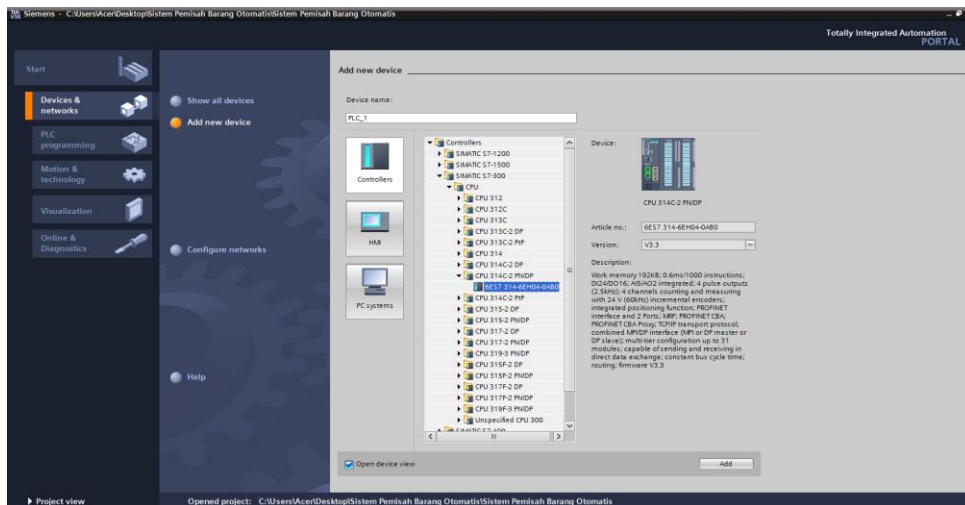 Siemens - C:\Users\Acer\Desktop\Sistem Pemisah Barang Otomatis\Sistem Pemisah Barang Otomatis
Totally Integrated Automation
PORTAL
Start
Devices & networks
PLC programming
Motion & technology
Visualization
Online & Diagnostics
Show all devices
Add new device
Configure networks
Help
Add new device
Device name:
PLC_1
Controllers
HMI
PC systems
Controllers
SIMATIC S7-1200
SIMATIC S7-1500
SIMATIC S7-300
CPU
CPU 312
CPU 312C
CPU 313C
CPU 313C-2 DP
CPU 313C-2 PtP
CPU 314
CPU 314C-2 DP
CPU 314C-2 PN/DP
6ES7 314-6EH04-0AB0
CPU 314C-2 PtP
CPU 315-2 DP
CPU 315-2 PN/DP
CPU 317-2 DP
CPU 317-2 PN/DP
CPU 319-3 PN/DP
CPU 315F-2 DP
CPU 315F-2 PN/DP
CPU 317F-2 DP
CPU 317F-2 PN/DP
CPU 319F-3 PN/DP
Unspecified CPU 300
SIMATIC S7-400
Device:
CPU 314C-2 PN/DP
Article no.:
6ES7 314-6EH04-0AB0
Version:
V3.3
Description:
Work memory 192KB; 0.6ms/1000 instructions;
DI24/DO16; AI5/AO2 integrated; 4 pulse outputs
(2.5kHz); 4 channels counting and measuring
with 24 V (60kHz) incremental encoders;
integrated positioning function; PROFINET
interface and 2 Ports; MRP; PROFINET CBA;
PROFINET CBA Proxy; TCP/IP transport protocol;
combined MPI/DP interface (MPI or DP master or
DP slave); multi-tier configuration up to 31
modules; capable of sending and receiving in
direct data exchange; constant bus cycle time;
routing; firmware V3.3
Open device view
Add
Project view
Opened project: C:\Users\Acer\Desktop\Sistem Pemisah Barang Otomatis\Sistem Pemisah Barang Otomatis